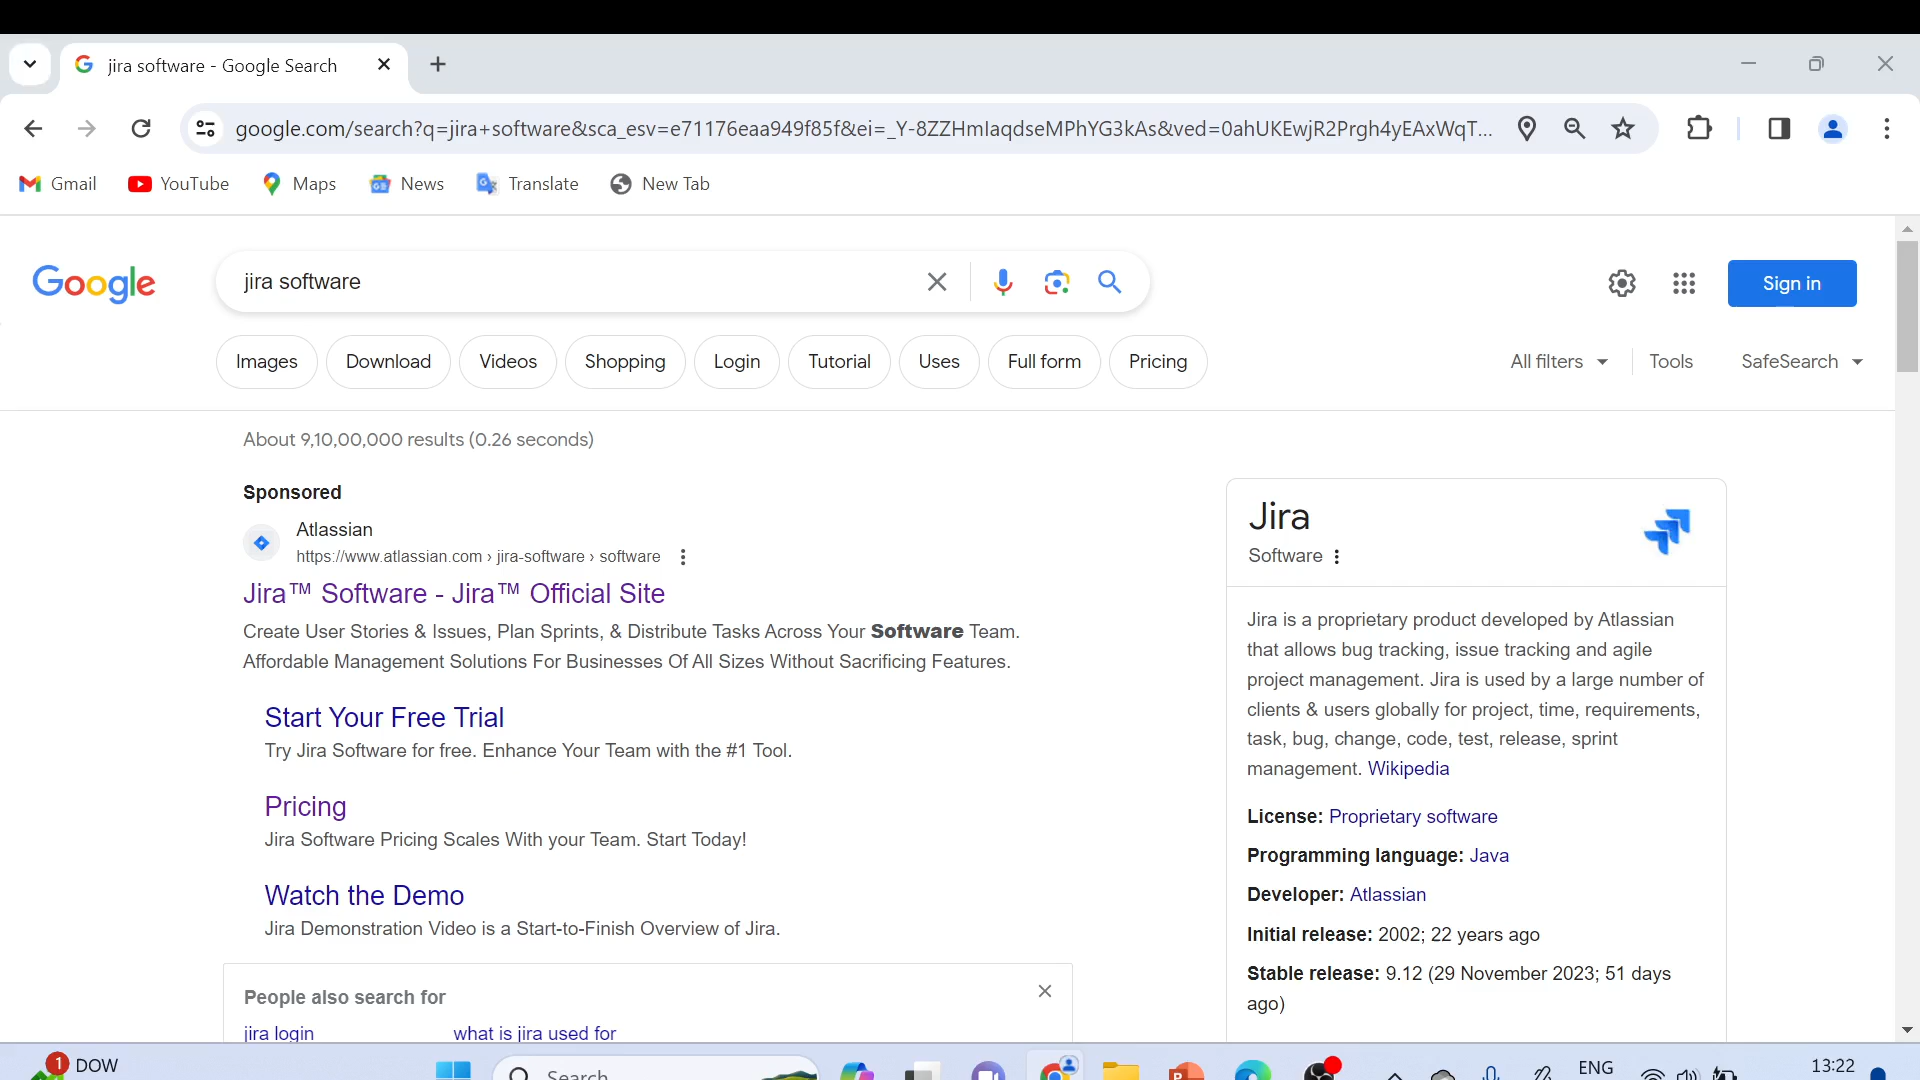 jira software - Google Search
google.com/search?q=jira+software&sca_esv=e71176eaa949f85f&ei=_Y-8ZZHmlaqdseMPhYG3kAs&ved=0ahUKEwjR2Prgh4yEAxWqT...
Gmail YouTube Maps News Translate New Tab
Google jira software Sign in
Images Download Videos Shopping Login Tutorial Uses Full form Pricing All filters Tools SafeSearch
About 9,10,00,000 results (0.26 seconds)
Sponsored
Atlassian
https://www.atlassian.com › jira-software › software
Jira™ Software - Jira™ Official Site
Create User Stories & Issues, Plan Sprints, & Distribute Tasks Across Your Software Team.
Affordable Management Solutions For Businesses Of All Sizes Without Sacrificing Features.
Start Your Free Trial
Try Jira Software for free. Enhance Your Team with the #1 Tool.
Pricing
Jira Software Pricing Scales With your Team. Start Today!
Watch the Demo
Jira Demonstration Video is a Start-to-Finish Overview of Jira.
People also search for
jira login what is jira used for
Jira
Software
Jira is a proprietary product developed by Atlassian
that allows bug tracking, issue tracking and agile
project management. Jira is used by a large number of
clients & users globally for project, time, requirements,
task, bug, change, code, test, release, sprint
management. Wikipedia
License: Proprietary software
Programming language: Java
Developer: Atlassian
Initial release: 2002; 22 years ago
Stable release: 9.12 (29 November 2023; 51 days
ago)
1 DOW Search ENG 13:22